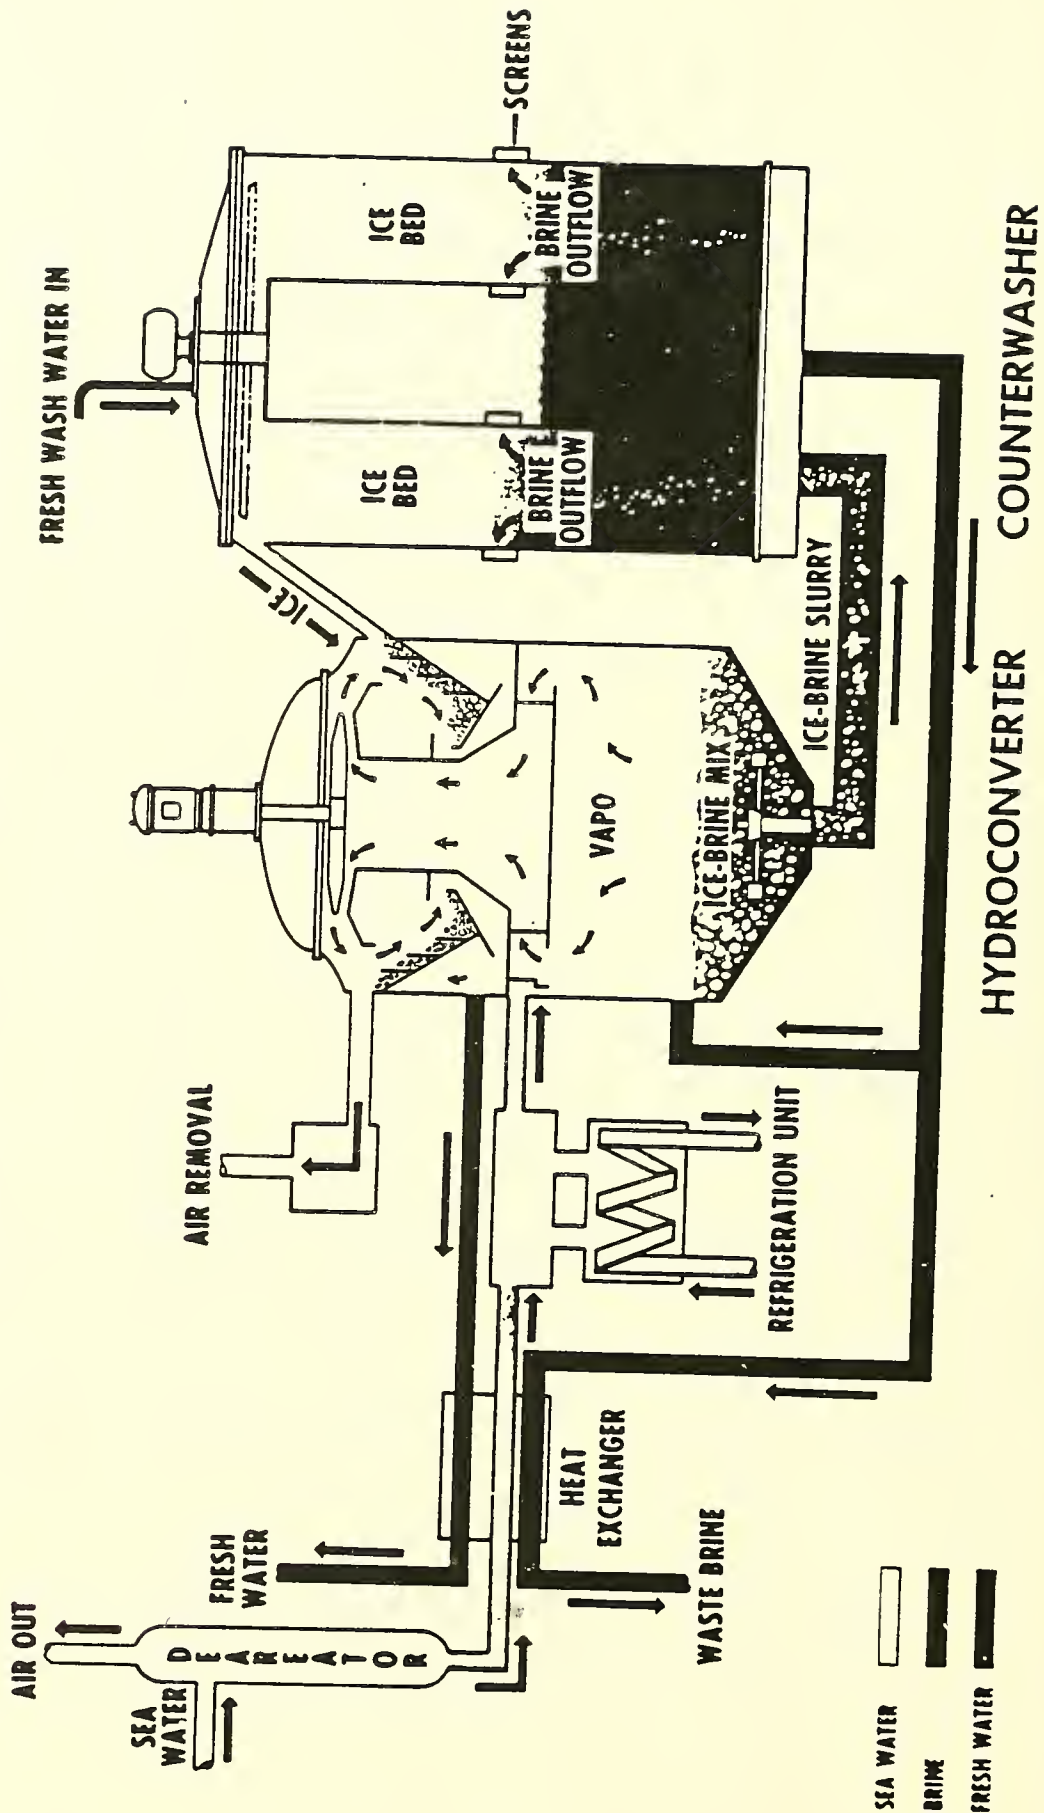 AIR OUT
SEA
WATER
DEAREATOR
FRESH
WATER
HEAT
EXCHANGER
WASTE BRINE
AIR REMOVAL
REFRIGERATION UNIT
FRESH WASH WATER IN
ICE
VAPO
ICE-BRINE MIX
ICE-BRINE SLURRY
ICE
BED
BRINE
OUTFLOW
ICE
BED
BRINE
OUTFLOW
SCREENS
SEA WATER
BRINE
FRESH WATER
HYDROCONVERTER
COUNTERWASHER